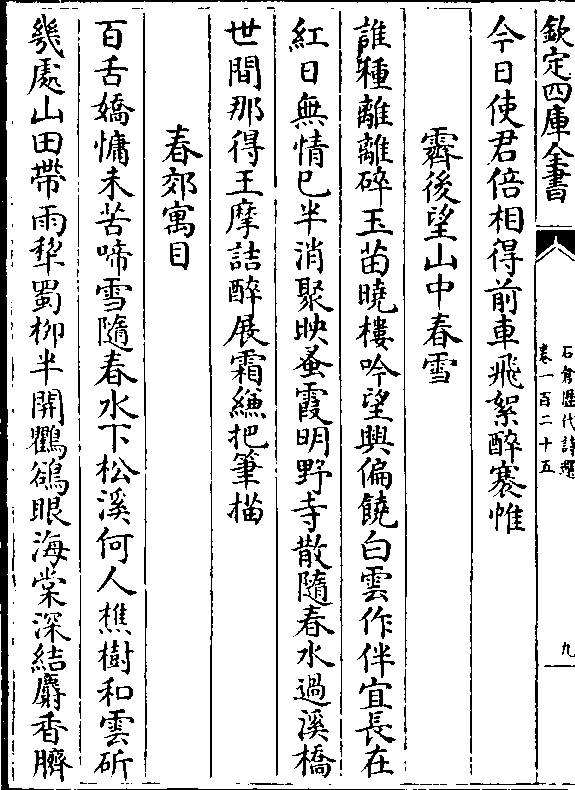 欽定四庫全書
石倉歷代詩選
卷一百二十五
九
今日使君倍相得前車飛絮醉褰帷
霽後望山中春雪
誰種離離碎玉苗曉樓吟望興偏饒白雲作伴宜長在
紅日無情已半消聚映蚤霞明野寺散隨春水過溪橋
世間那得王摩詰醉展霜縑把筆描
春郊寓目
百舌嬌慵未苦啼雪隨春水下松溪何人樵樹和雲斫
幾處山田帶雨犁蜀柳半開鸜鵒眼海棠深結麝香臍